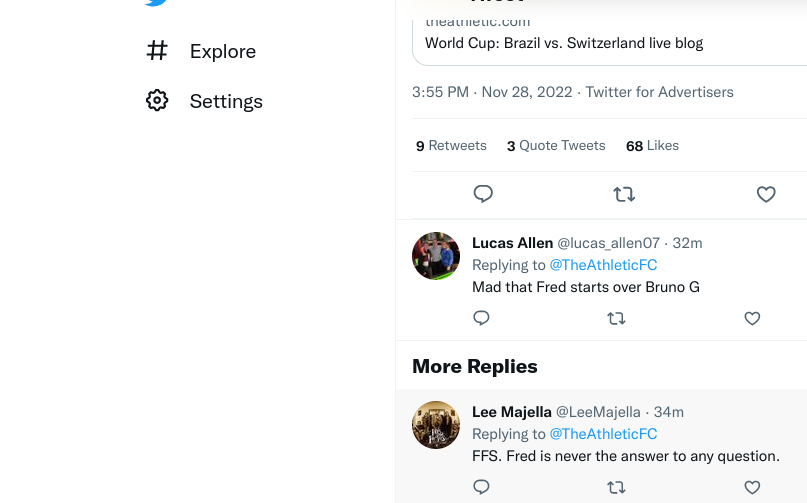 Explore
Settings
theathletic.com
World Cup: Brazil vs. Switzerland live blog
3:55 PM · Nov 28, 2022 · Twitter for Advertisers
9 Retweets 3 Quote Tweets 68 Likes
Lucas Allen @lucas_allen07 · 32m
Replying to @TheAthleticFC
Mad that Fred starts over Bruno G
More Replies
Lee Majella @LeeMajella · 34m
Replying to @TheAthleticFC
FFS. Fred is never the answer to any question.